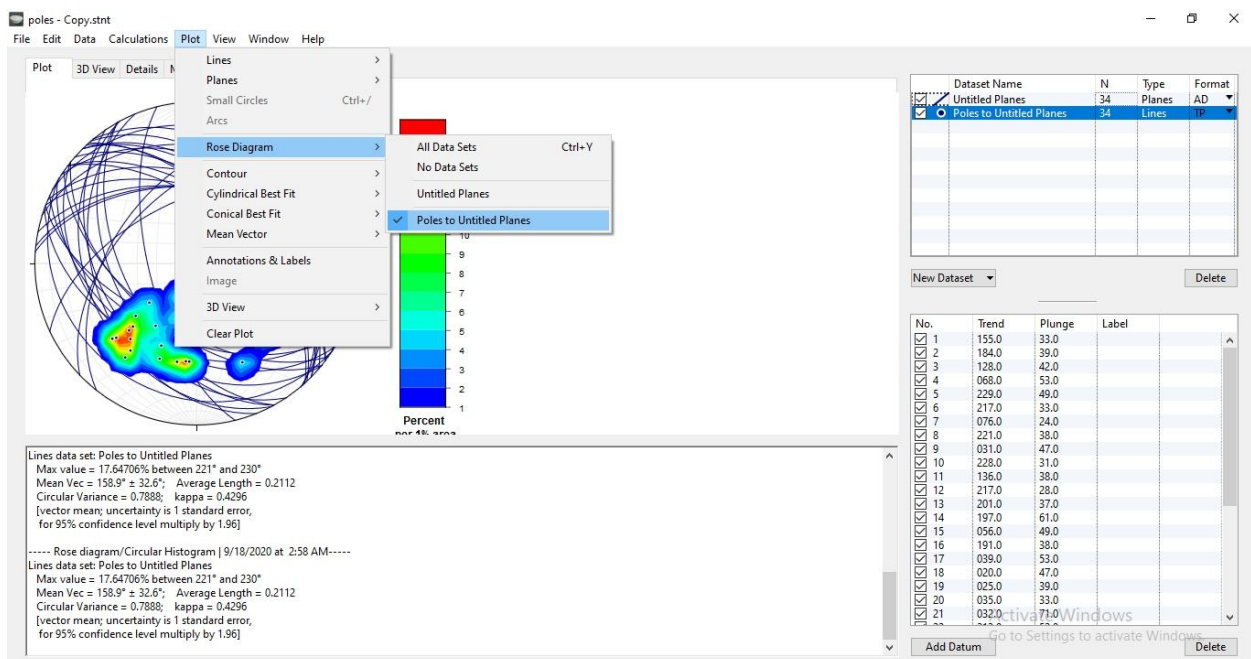 poles - Copy.stnt
File Edit Data Calculations Plot View Window Help
Plot 3D View Details
Lines
Planes
Small Circles Ctrl+/
Arcs
Rose Diagram
Contour
Cylindrical Best Fit
Conical Best Fit
Mean Vector
Annotations & Labels
Image
3D View
Clear Plot
All Data Sets Ctrl+Y
No Data Sets
Untitled Planes
Poles to Untitled Planes
10
9
8
7
6
5
4
3
2
1
Percent
per 1% area
Dataset Name N Type Format
Untitled Planes 34 Planes AD
Poles to Untitled Planes 34 Lines TP
New Dataset Delete
No. Trend Plunge Label
1 155.0 33.0
2 184.0 39.0
3 128.0 42.0
4 068.0 53.0
5 229.0 49.0
6 217.0 33.0
7 076.0 24.0
8 221.0 38.0
9 031.0 47.0
10 228.0 31.0
11 136.0 38.0
12 217.0 28.0
13 201.0 37.0
14 197.0 61.0
15 056.0 49.0
16 191.0 38.0
17 039.0 53.0
18 020.0 47.0
19 025.0 39.0
20 035.0 33.0
21 032.0 71.0
Activate Windows
Go to Settings to activate Windows.
Add Datum Delete
Lines data set: Poles to Untitled Planes
Max value = 17.64706% between 221° and 230°
Mean Vec = 158.9° ± 32.6°; Average Length = 0.2112
Circular Variance = 0.7888; kappa = 0.4296
[vector mean; uncertainty is 1 standard error,
for 95% confidence level multiply by 1.96]
----- Rose diagram/Circular Histogram | 9/18/2020 at 2:58 AM-----
Lines data set: Poles to Untitled Planes
Max value = 17.64706% between 221° and 230°
Mean Vec = 158.9° ± 32.6°; Average Length = 0.2112
Circular Variance = 0.7888; kappa = 0.4296
[vector mean; uncertainty is 1 standard error,
for 95% confidence level multiply by 1.96]